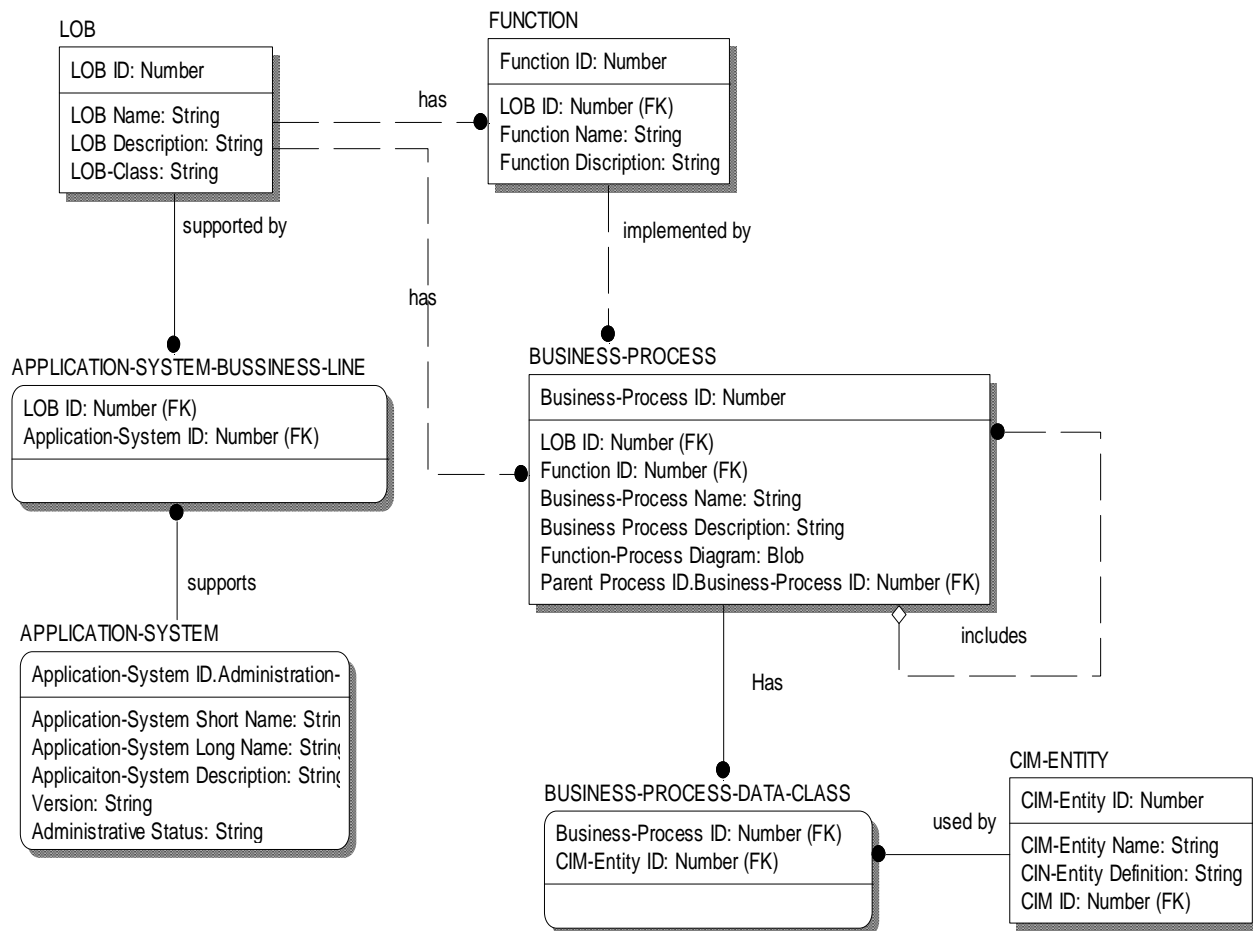 LOB
LOB ID: Number
LOB Name: String
LOB Description: String
LOB-Class: String
has
FUNCTION
Function ID: Number
LOB ID: Number (FK)
Function Name: String
Function Discription: String
supported by
has
implemented by
APPLICATION-SYSTEM-BUSSINESS-LINE
LOB ID: Number (FK)
Application-System ID: Number (FK)
supports
BUSINESS-PROCESS
Business-Process ID: Number
LOB ID: Number (FK)
Function ID: Number (FK)
Business-Process Name: String
Business Process Description: String
Function-Process Diagram: Blob
Parent Process ID.Business-Process ID: Number (FK)
includes
APPLICATION-SYSTEM
Application-System ID.Administration-
Application-System Short Name: Strin
Application-System Long Name: String
Applicaiton-System Description: String
Version: String
Administrative Status: String
Has
BUSINESS-PROCESS-DATA-CLASS
Business-Process ID: Number (FK)
CIM-Entity ID: Number (FK)
used by
CIM-ENTITY
CIM-Entity ID: Number
CIM-Entity Name: String
CIN-Entity Definition: String
CIM ID: Number (FK)